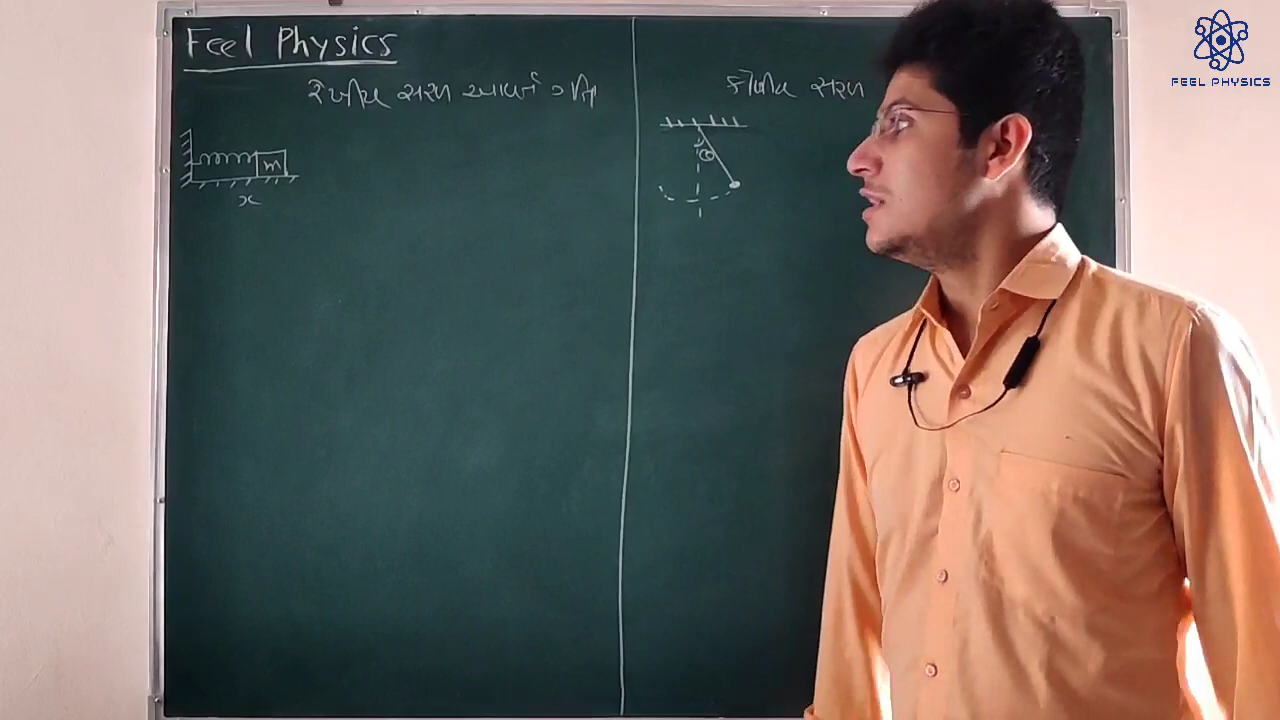 Feel Physics
રેખીય સરળ આવર્ત ગતિ
m
x
કોણીય સરળ
θ
FEEL PHYSICS